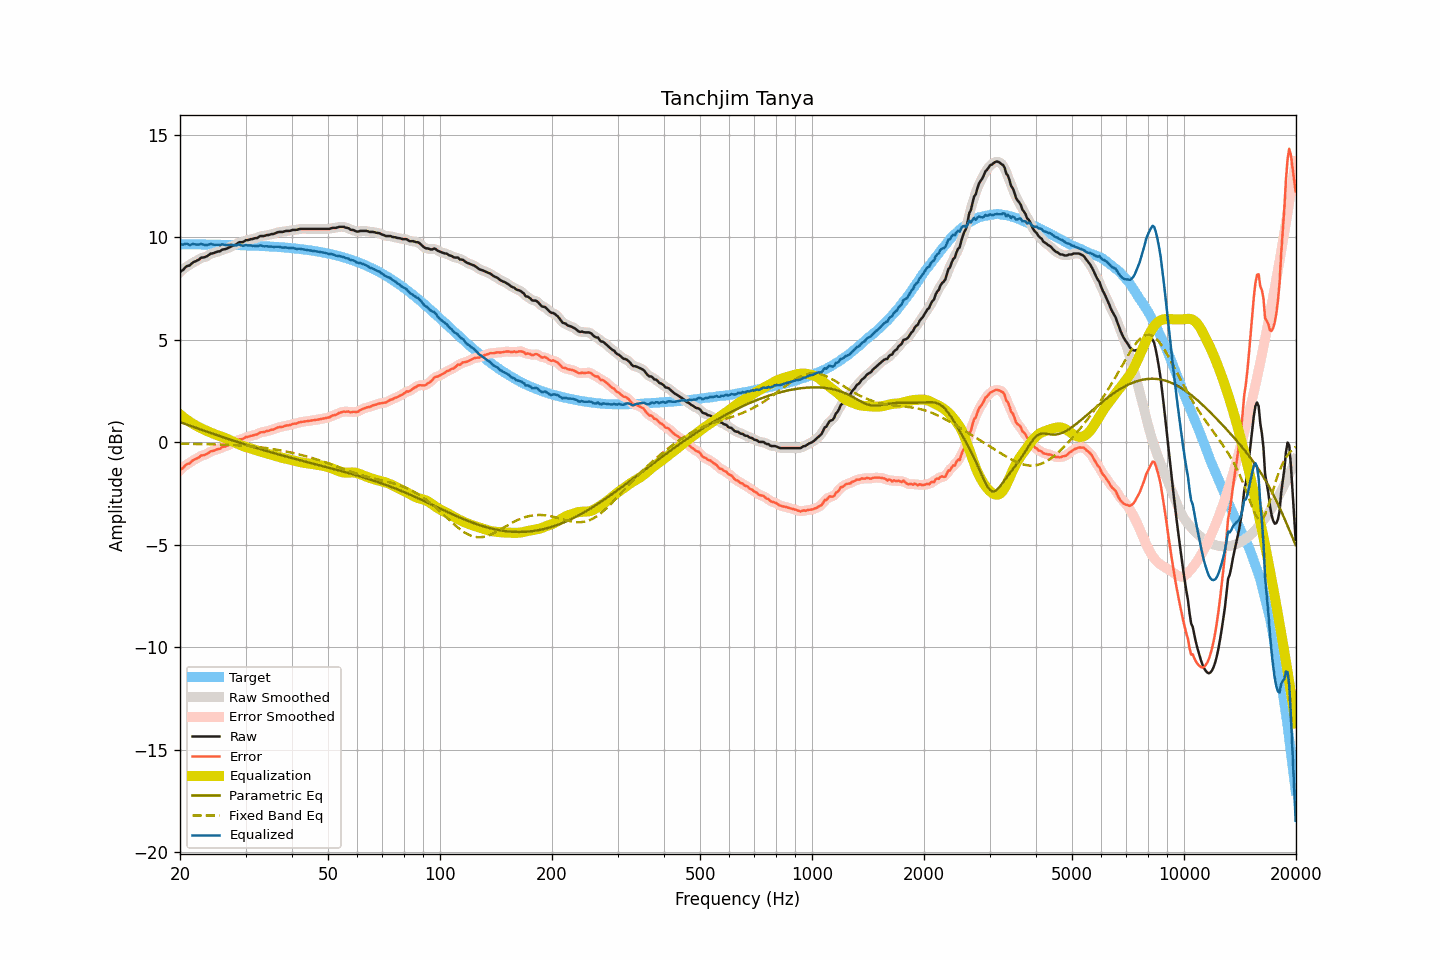 Tanchjim Tanya
15
10
5
0
−5
−10
−15
−20
Amplitude (dBr)
Target
Raw Smoothed
Error Smoothed
Raw
Error
Equalization
Parametric Eq
Fixed Band Eq
Equalized
20 50 100 200 500 1000 2000 5000 10000 20000
Frequency (Hz)